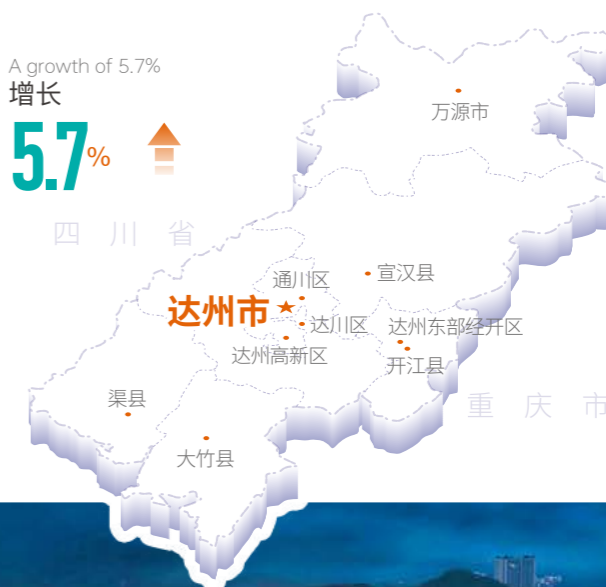 A growth of 5.7%
增长
5.7%
万源市
四川省
宣汉县
通川区
达州市
达川区
达州东部经开区
达州高新区
开江县
渠县
重庆市
大竹县